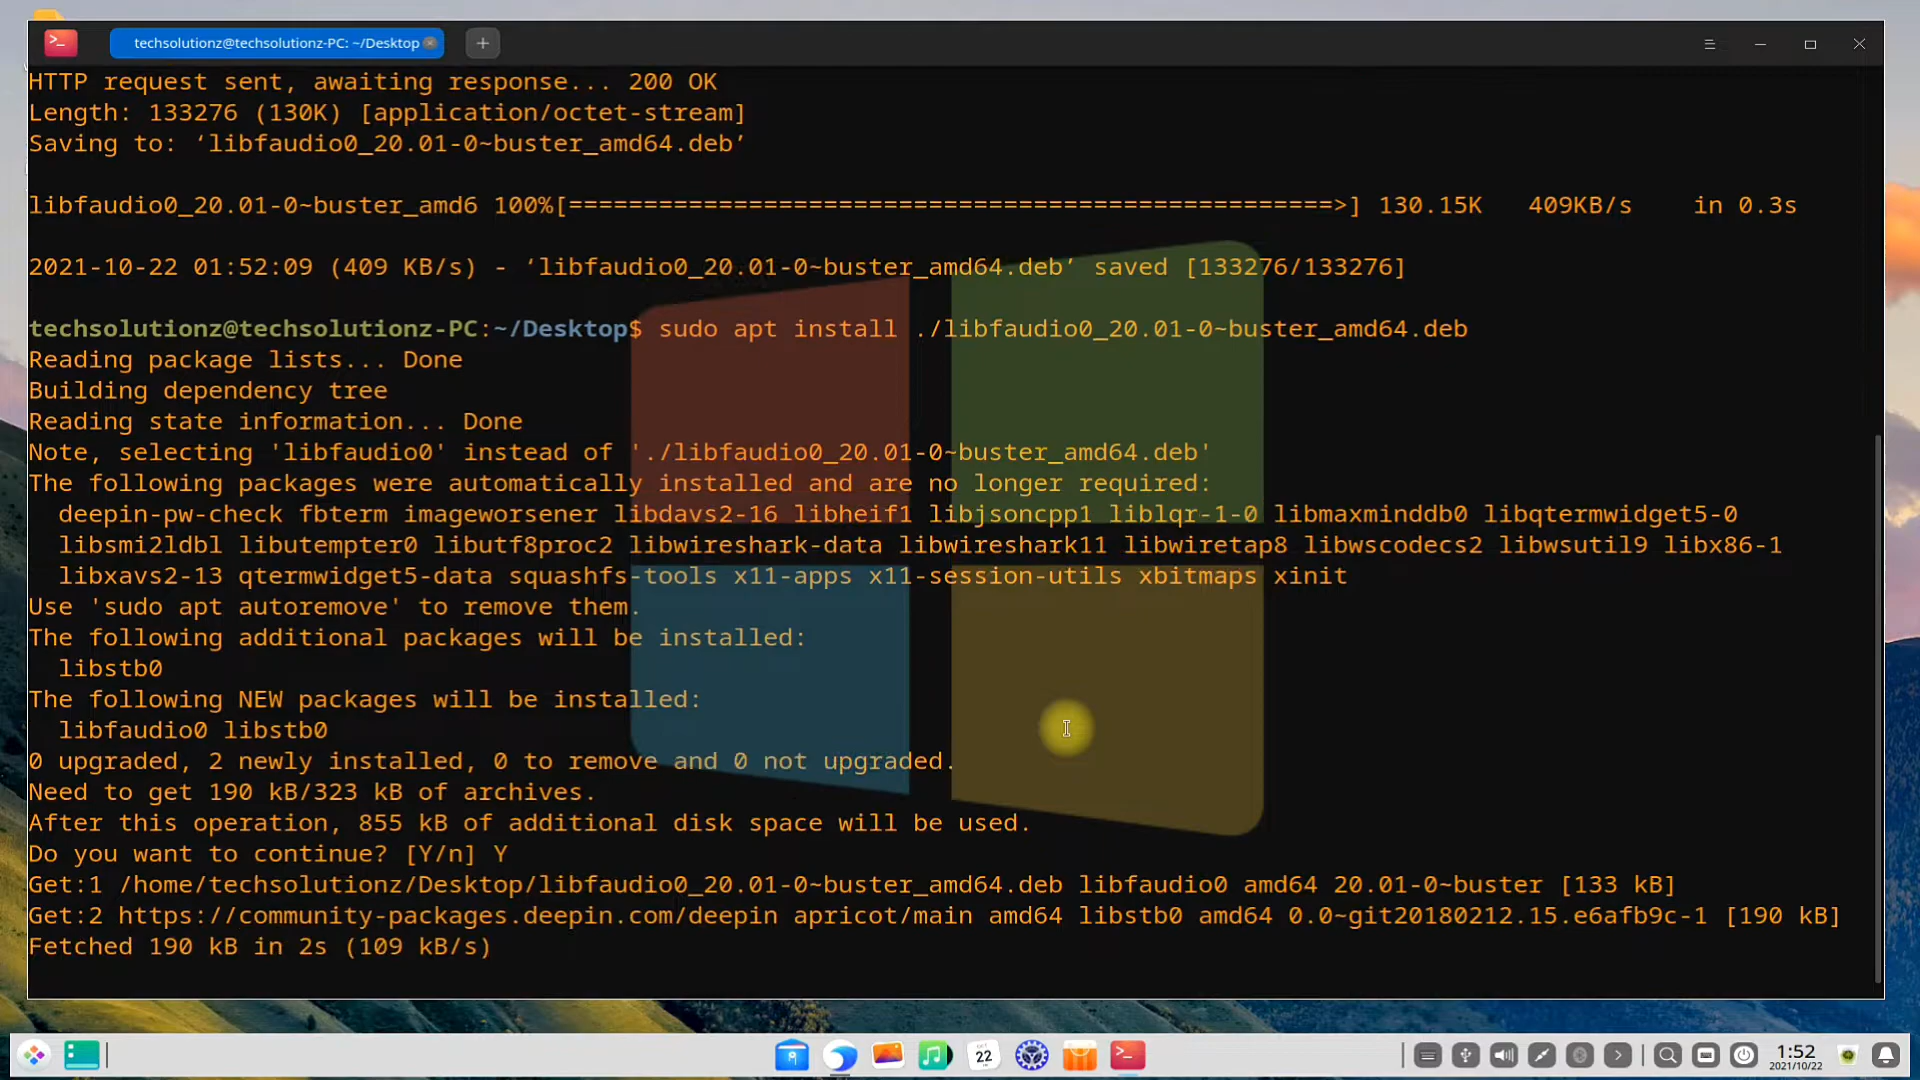 techsolutionz@techsolutionz-PC: ~/Desktop
HTTP request sent, awaiting response... 200 OK
Length: 133276 (130K) [application/octet-stream]
Saving to: ‘libfaudio0_20.01-0~buster_amd64.deb’
libfaudio0_20.01-0~buster_amd6 100%[===================================================>] 130.15K 409KB/s in 0.3s
2021-10-22 01:52:09 (409 KB/s) - ‘libfaudio0_20.01-0~buster_amd64.deb’ saved [133276/133276]
techsolutionz@techsolutionz-PC:~/Desktop$ sudo apt install ./libfaudio0_20.01-0~buster_amd64.deb
Reading package lists... Done
Building dependency tree
Reading state information... Done
Note, selecting 'libfaudio0' instead of './libfaudio0_20.01-0~buster_amd64.deb'
The following packages were automatically installed and are no longer required:
deepin-pw-check fbterm imageworsener libdavs2-16 libheif1 libjsoncpp1 liblqr-1-0 libmaxminddb0 libqtermwidget5-0
libsmi2ldbl libutempter0 libutf8proc2 libwireshark-data libwireshark11 libwiretap8 libwscodecs2 libwsutil9 libx86-1
libxavs2-13 qtermwidget5-data squashfs-tools x11-apps x11-session-utils xbitmaps xinit
Use 'sudo apt autoremove' to remove them.
The following additional packages will be installed:
libstb0
The following NEW packages will be installed:
libfaudio0 libstb0
0 upgraded, 2 newly installed, 0 to remove and 0 not upgraded.
Need to get 190 kB/323 kB of archives.
After this operation, 855 kB of additional disk space will be used.
Do you want to continue? [Y/n] Y
Get:1 /home/techsolutionz/Desktop/libfaudio0_20.01-0~buster_amd64.deb libfaudio0 amd64 20.01-0~buster [133 kB]
Get:2 https://community-packages.deepin.com/deepin apricot/main amd64 libstb0 amd64 0.0~git20180212.15.e6afb9c-1 [190 kB]
Fetched 190 kB in 2s (109 kB/s)
22
1:52
2021/10/22